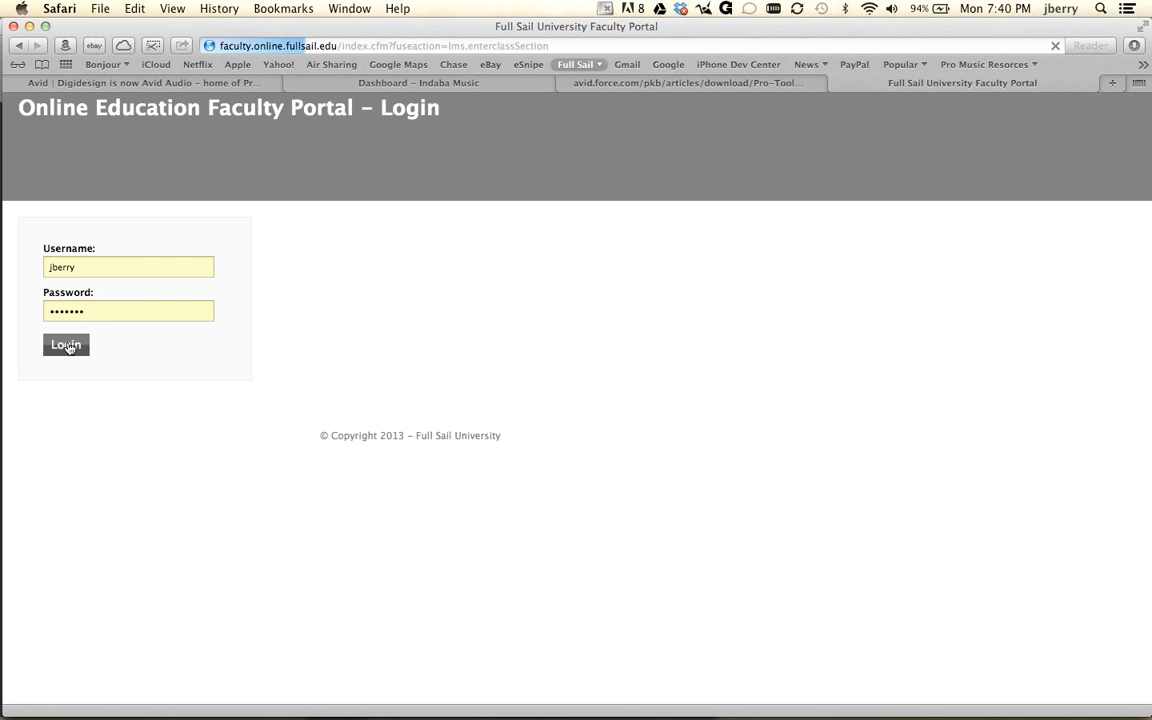 Safari File Edit View History Bookmarks Window Help 8 94% Mon 7:40 PM jberry
Full Sail University Faculty Portal
ebay faculty.online.fullsail.edu/index.cfm?fuseaction=lms.enterclassSection Reader
Bonjour iCloud Netflix Apple Yahoo! Air Sharing Google Maps Chase eBay eSnipe Full Sail Gmail Google iPhone Dev Center News PayPal Popular Pro Music Resorces
Avid | Digidesign is now Avid Audio - home of Pr... Dashboard - Indaba Music avid.force.com/pkb/articles/download/Pro-Tool... Full Sail University Faculty Portal
Online Education Faculty Portal - Login
Username:
jberry
Password:
Login
© Copyright 2013 - Full Sail University